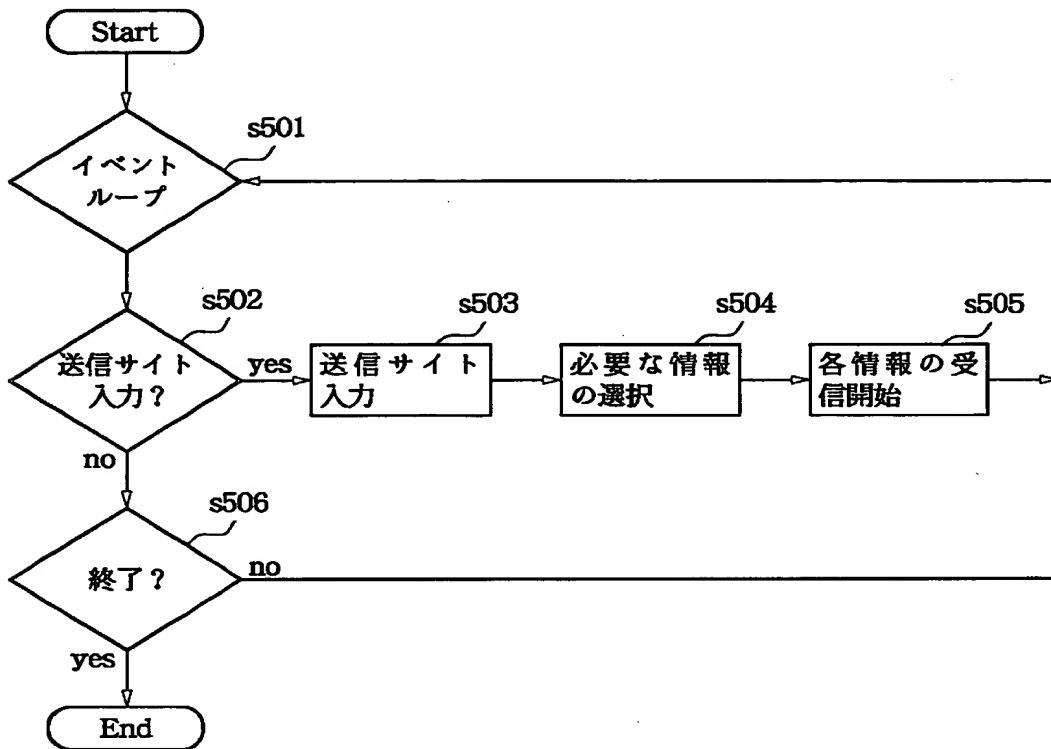 Start
s501
イベント
ループ
s502
送信サイト
入力?
yes
s503
送信サイト
入力
s504
必要な情報
の選択
s505
各情報の受
信開始
no
s506
終了?
no
yes
End